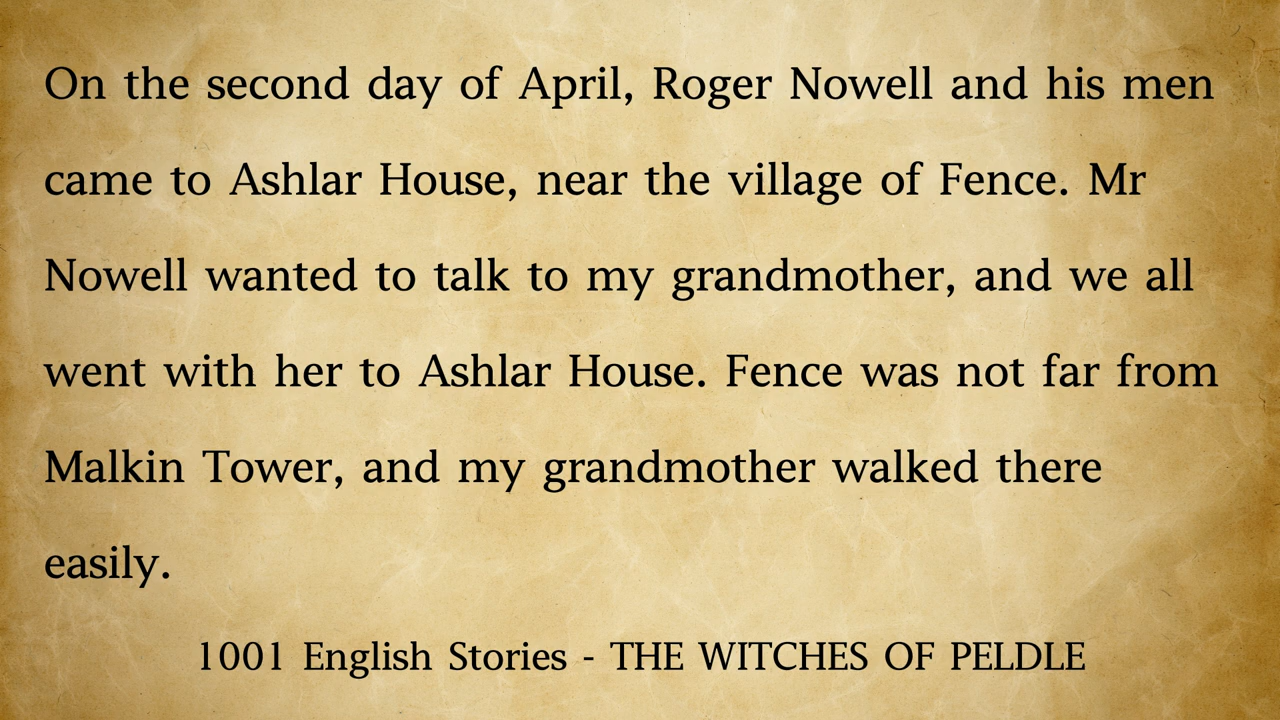 On the second day of April, Roger Nowell and his men
came to Ashlar House, near the village of Fence. Mr
Nowell wanted to talk to my grandmother, and we all
went with her to Ashlar House. Fence was not far from
Malkin Tower, and my grandmother walked there
easily.
1001 English Stories - THE WITCHES OF PELDLE